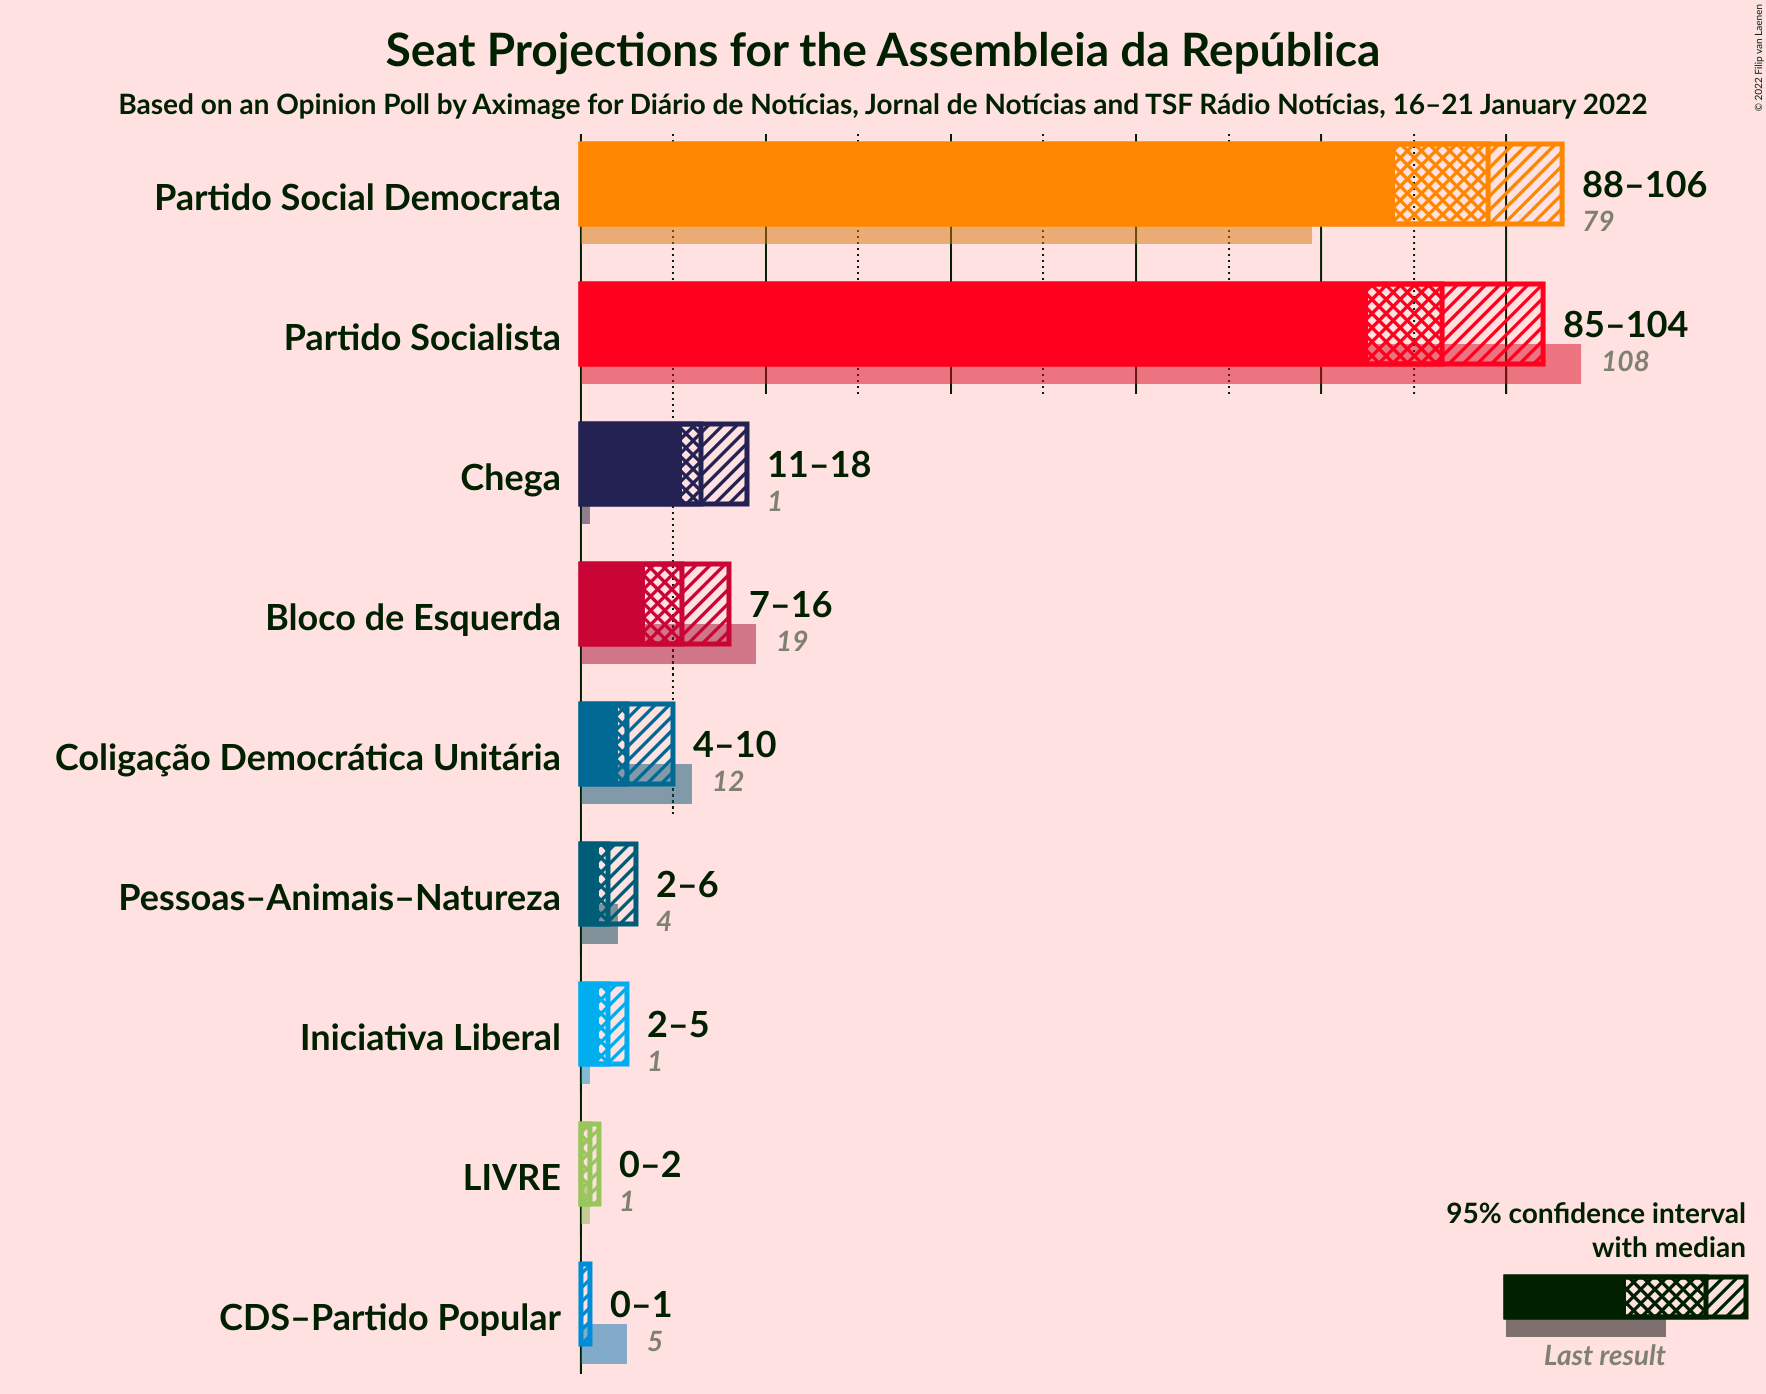 Seat Projections for the Assembleia da República
Based on an Opinion Poll by Aximage for Diário de Notícias, Jornal de Notícias and TSF Rádio Notícias, 16–21 January 2022
© 2022 Filip van Laenen
Partido Social Democrata
88–106
79
Partido Socialista
85–104
108
Chega
11–18
1
Bloco de Esquerda
7–16
19
Coligação Democrática Unitária
4–10
12
Pessoas–Animais–Natureza
2–6
4
Iniciativa Liberal
2–5
1
LIVRE
0–2
1
CDS–Partido Popular
0–1
5
95% confidence interval
with median
Last result